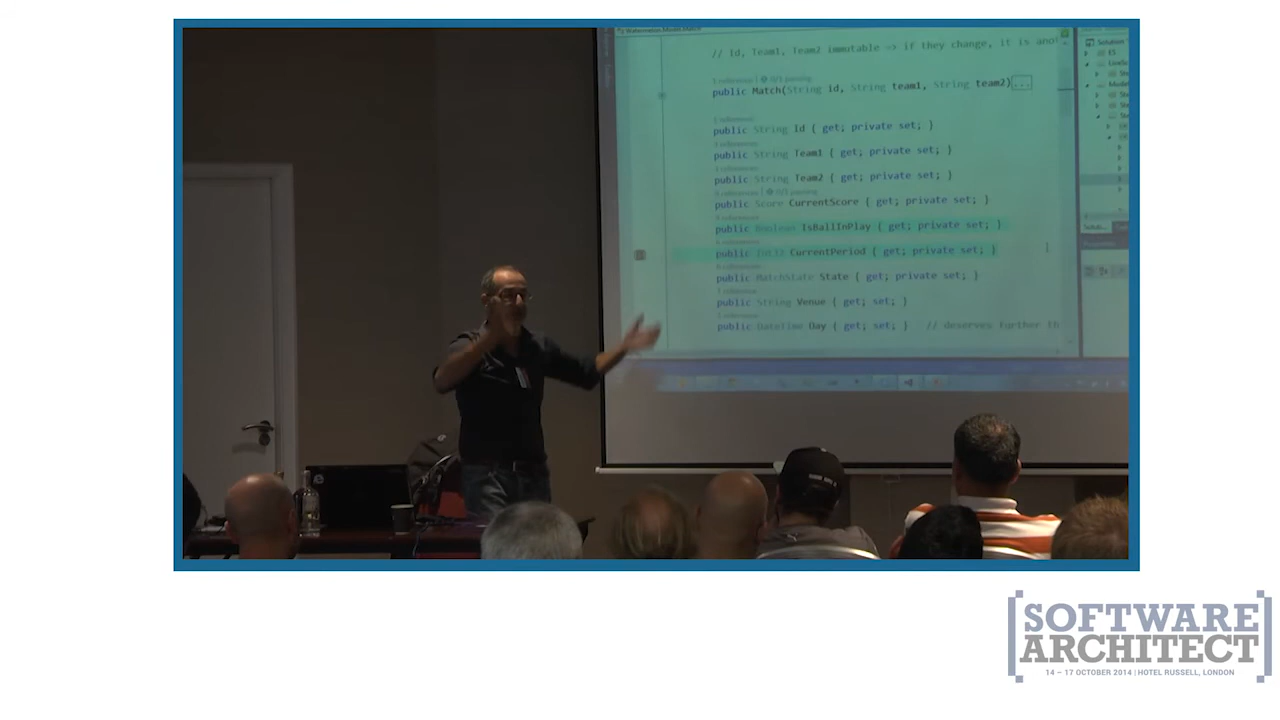 Watermelon.Models.Match
// Id, Team1, Team2 immutable => if they change, it is ano
public Match(String id, String team1, String team2)...
public String Id { get; private set; }
public String Team1 { get; private set; }
public String Team2 { get; private set; }
public Score CurrentScore { get; private set; }
public Boolean IsBallInPlay { get; private set; }
public Int32 CurrentPeriod { get; private set; }
public MatchState State { get; private set; }
public String Venue { get; set; }
public DateTime Day { get; set; } // deserves further th
Solution
[SOFTWARE
ARCHITECT]
14 – 17 OCTOBER 2014 | HOTEL RUSSELL, LONDON